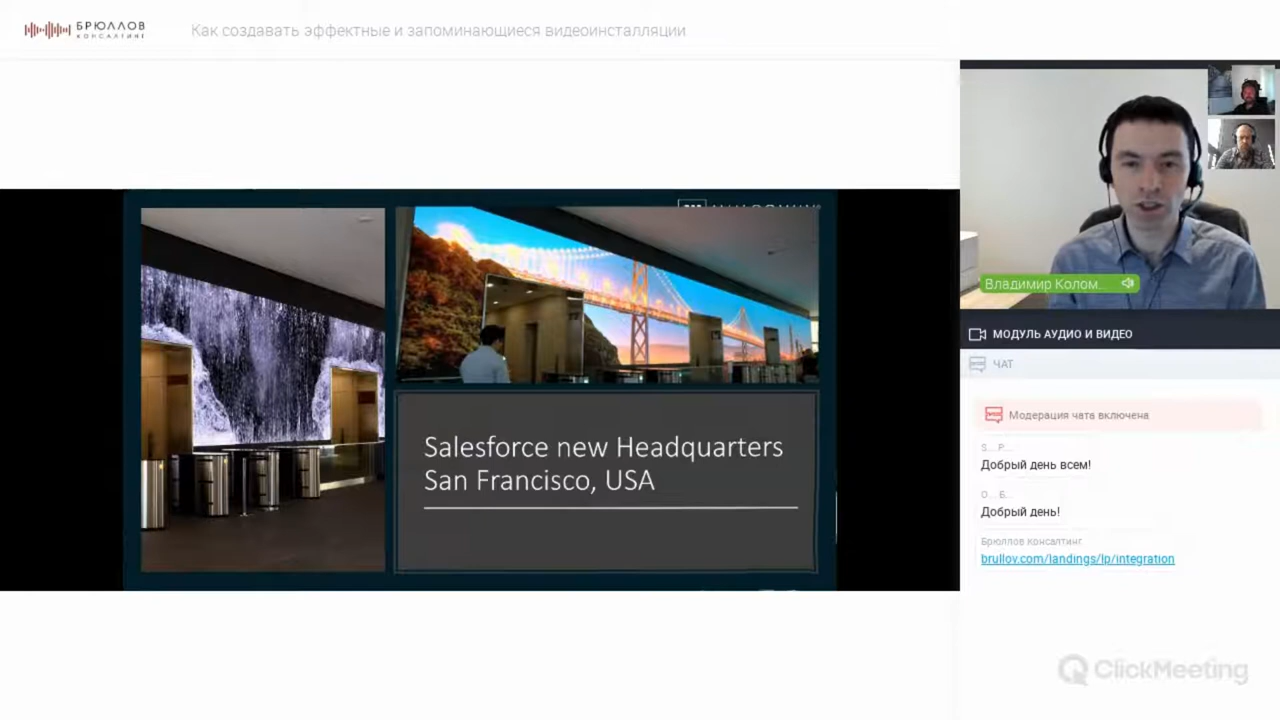 БРЮЛЛОВ
КОНСАЛТИНГ
Как создавать эффектные и запоминающиеся видеоинсталляции
Salesforce new Headquarters
San Francisco, USA
Владимир Колом...
МОДУЛЬ АУДИО И ВИДЕО
ЧАТ
Модерация чата включена
S... P...
Добрый день всем!
О... Б...
Добрый день!
Брюллов Консалтинг
brullov.com/landings/lp/integration
ClickMeeting